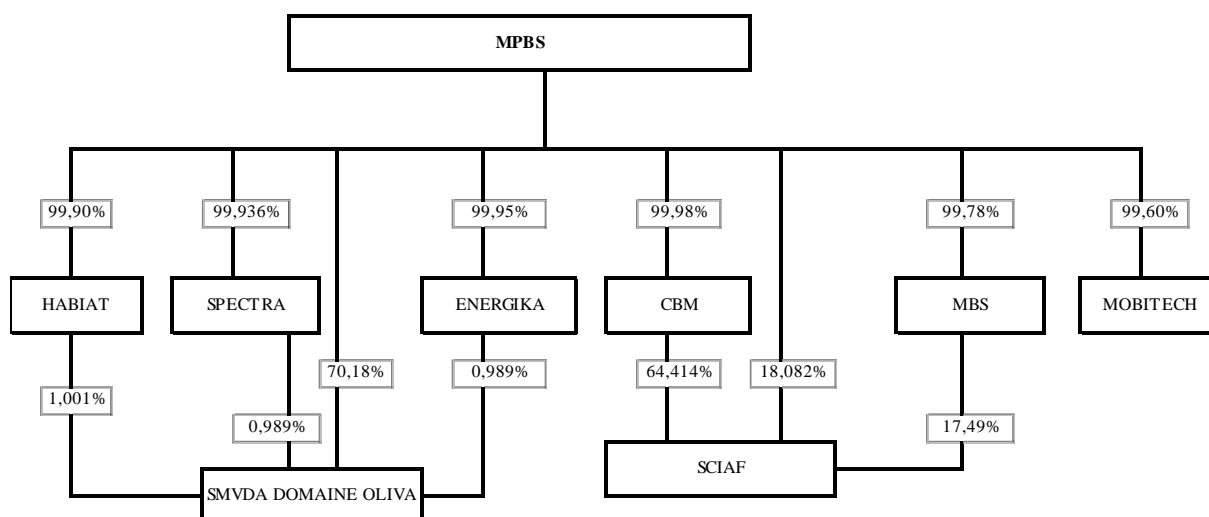 MPBS
99,90%
99,936%
99,95%
99,98%
99,78%
99,60%
HABIAT
SPECTRA
ENERGIKA
CBM
MBS
MOBITECH
70,18%
0,989%
64,414%
18,082%
1,001%
0,989%
17,49%
SCIAF
SMVDA DOMAINE OLIVA